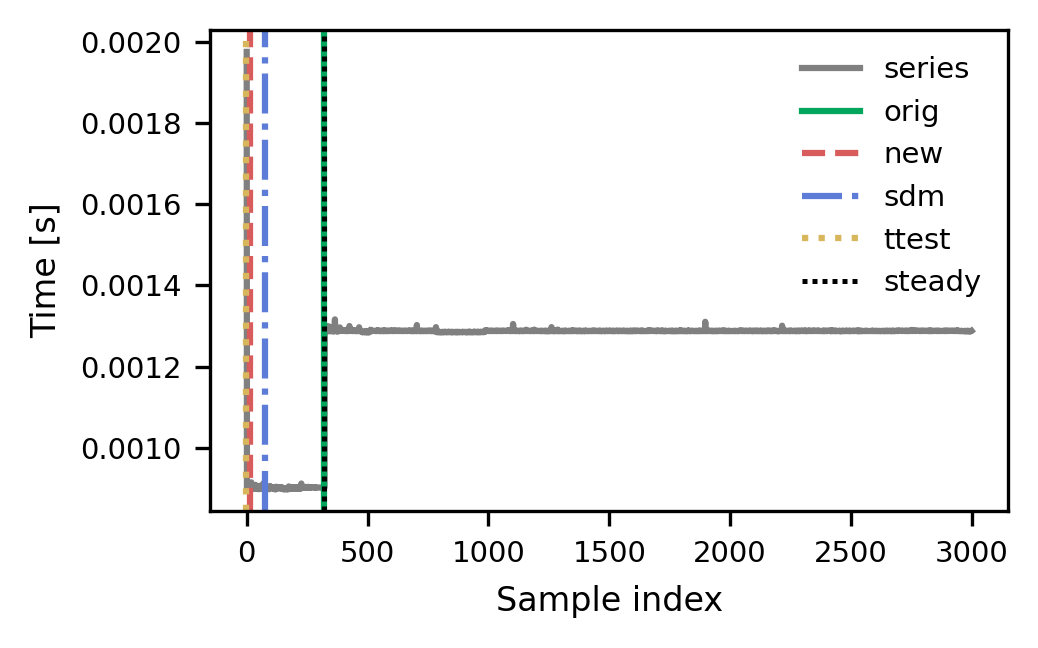 0.0020
0.0018
0.0016
0.0014
0.0012
0.0010
Time [s]
series
orig
new
sdm
ttest
steady
0 500 1000 1500 2000 2500 3000
Sample index